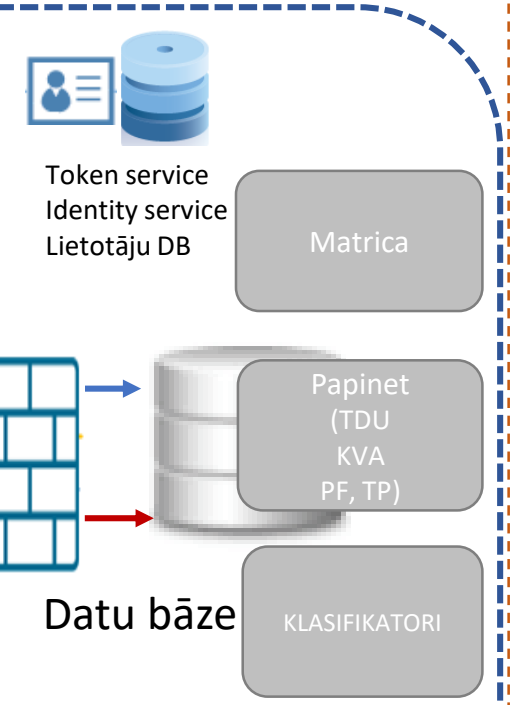 Token service
Identity service
Lietotāju DB
Matrica
Papinet
(TDU
KVA
PF, TP)
Datu bāze
KLASIFIKATORI